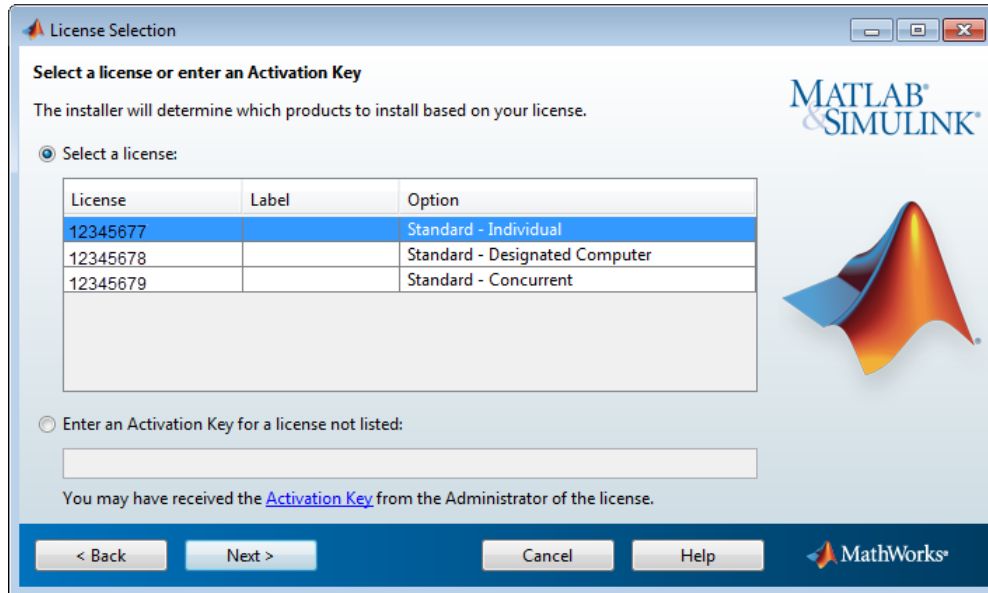 License Selection
Select a license or enter an Activation Key
The installer will determine which products to install based on your license.
MATLAB®
&SIMULINK®
Select a license:
License Label Option
12345677 Standard - Individual
12345678 Standard - Designated Computer
12345679 Standard - Concurrent
®
Enter an Activation Key for a license not listed:
You may have received the Activation Key from the Administrator of the license.
< Back Next > Cancel Help MathWorks®